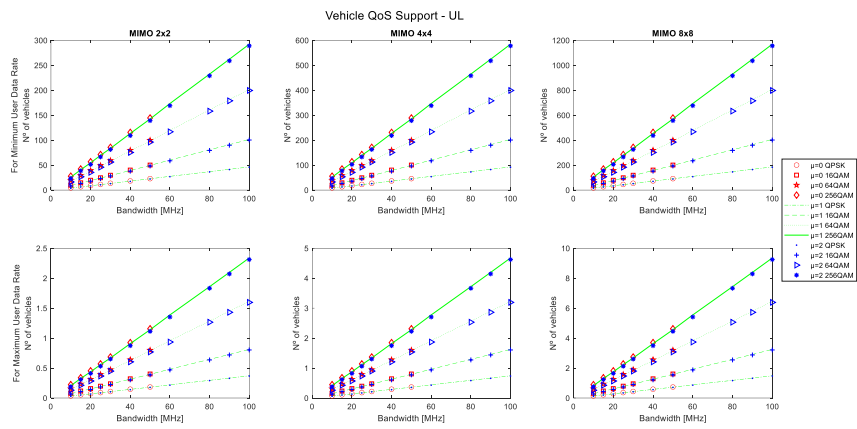 Vehicle QoS Support - UL
MIMO 2x2
MIMO 4x4
MIMO 8x8
For Minimum User Data Rate
Nº of vehicles
300
250
200
150
100
50
0
0 20 40 60 80 100
Bandwidth [MHz]
Nº of vehicles
600
500
400
300
200
100
0
0 20 40 60 80 100
Bandwidth [MHz]
Nº of vehicles
1200
1000
800
600
400
200
0
0 20 40 60 80 100
Bandwidth [MHz]
For Maximum User Data Rate
Nº of vehicles
2.5
2
1.5
1
0.5
0
0 20 40 60 80 100
Bandwidth [MHz]
Nº of vehicles
5
4
3
2
1
0
0 20 40 60 80 100
Bandwidth [MHz]
Nº of vehicles
10
8
6
4
2
0
0 20 40 60 80 100
Bandwidth [MHz]
μ=0 QPSK
μ=0 16QAM
μ=0 64QAM
μ=0 256QAM
μ=1 QPSK
μ=1 16QAM
μ=1 64QAM
μ=1 256QAM
μ=2 QPSK
μ=2 16QAM
μ=2 64QAM
μ=2 256QAM